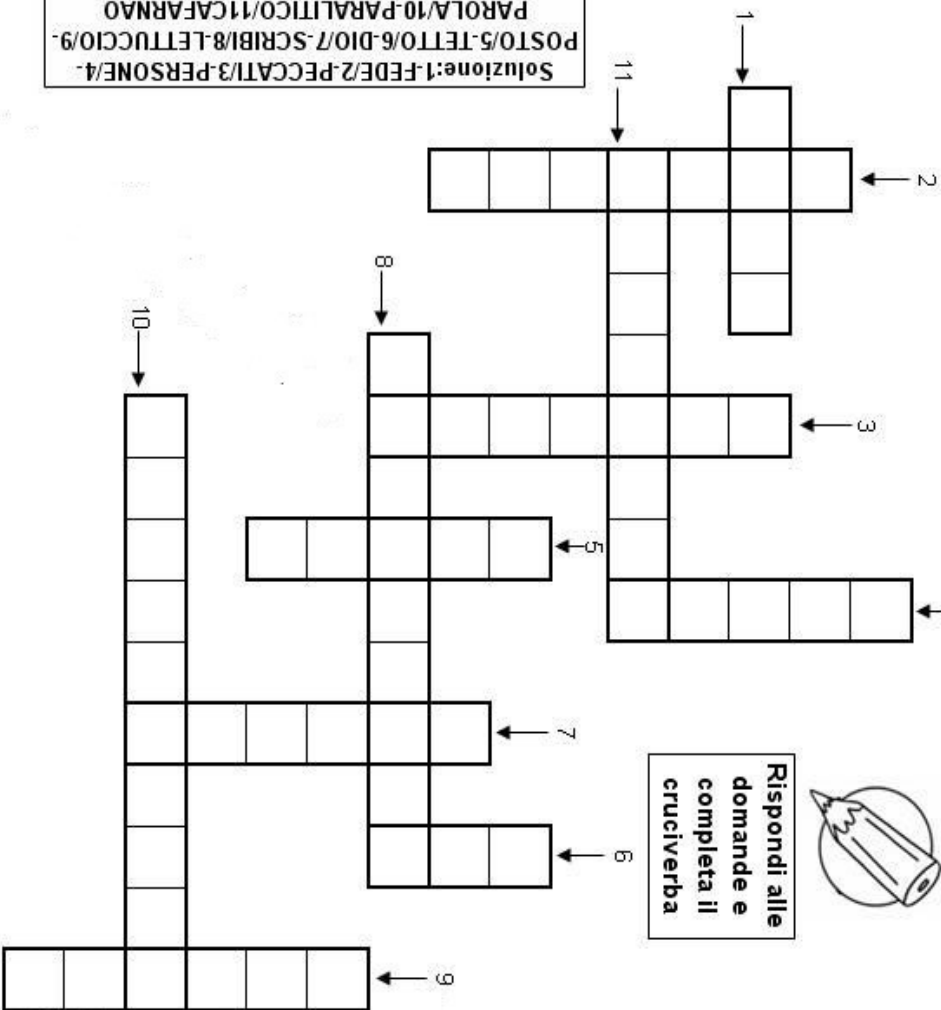 Rispondi alle
domande e
completa il
cruciverba
1
2
11
8
3
10
5
7
6
9
Soluzione:1-FEDE/2-PECCATI/3-PERSONE/4-
POSTO/5-TETTO/6-DIO/7-SCRIBI/8-LETTUCCIO/9-
PAROLA/10-PARALITICO/11CAFARNAO